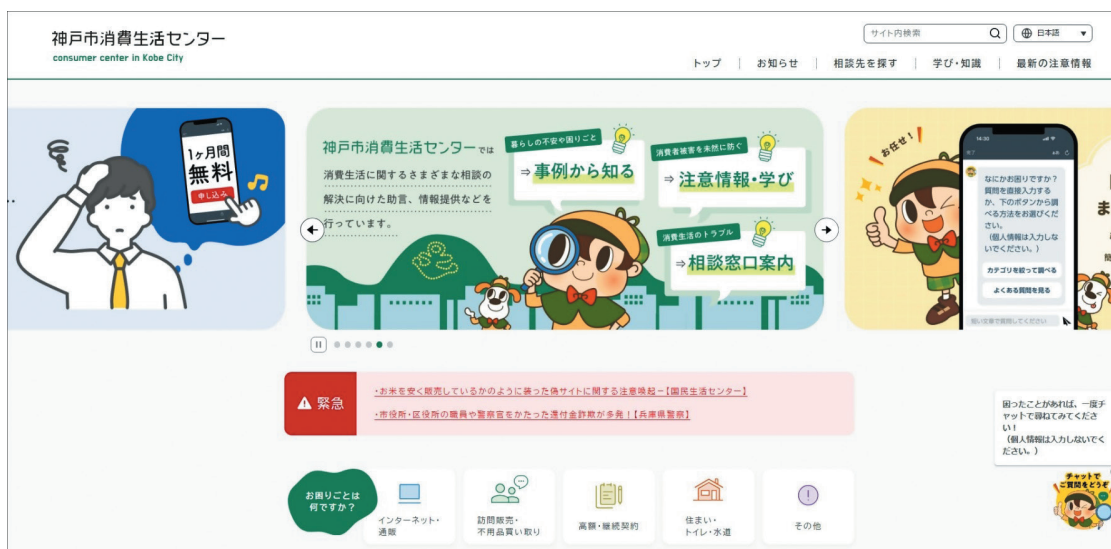 神戸市消費生活センター
consumer center in Kobe City
サイト内検索
日本語
トップ
お知らせ
相談先を探す
学び・知識
最新の注意情報
1ヶ月間
無料
申し込み
神戸市消費生活センターでは
消費生活に関するさまざまな相談の
解決に向けた助言、情報提供などを
行っています。
暮らしの不安や困りごと
⇒事例から知る
消費者被害を未然に防ぐ
⇒注意情報・学び
消費生活のトラブル
⇒相談窓口案内
お任せ!
14:30
なにかお困りですか?
質問を直接入力する
か、下のボタンから調
べる方法をお選びくだ
さい。
(個人情報は入力しな
いでください。)
カテゴリを絞って調べる
よくある質問を見る
短い文章で質問してください
ま
緊急
・お米を安く販売しているかのように装った偽サイトに関する注意喚起-【国民生活センター】
・市役所・区役所の職員や警察官をかたった還付金詐欺が多発!【兵庫県警察】
困ったことがあれば、一度チ
ャットで尋ねてみてくださ
い!
(個人情報は入力しないでく
ださい。)
チャットで
ご質問をどうぞ
お困りごとは
何ですか?
インターネット・
通販
訪問販売・
不用品買い取り
高額・継続契約
住まい・
トイレ・水道
その他